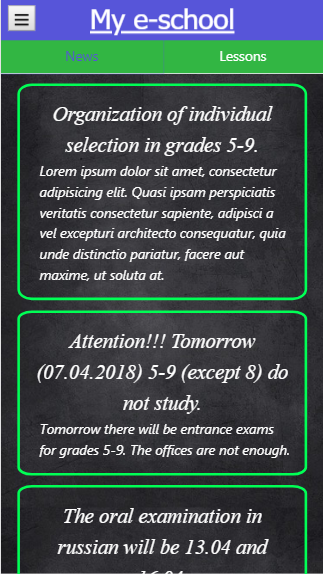 My e-school
News
Lessons
Organization of individual
selection in grades 5-9.
Lorem ipsum dolor sit amet, consectetur
adipisicing elit. Quasi ipsam perspiciatis
veritatis consectetur sapiente, adipisci a
vel excepturi architecto consequatur, quia
unde distinctio pariatur, facere aut
maxime, ut soluta at.
Attention!!! Tomorrow
(07.04.2018) 5-9 (except 8) do
not study.
Tomorrow there will be entrance exams
for grades 5-9. The offices are not enough.
The oral examination in
russian will be 13.04 and